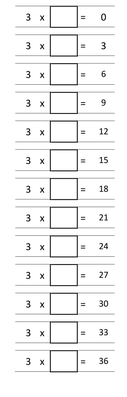 3 x = 0
3 x = 3
3 x = 6
3 x = 9
3 x = 12
3 x = 15
3 x = 18
3 x = 21
3 x = 24
3 x = 27
3 x = 30
3 x = 33
3 x = 36